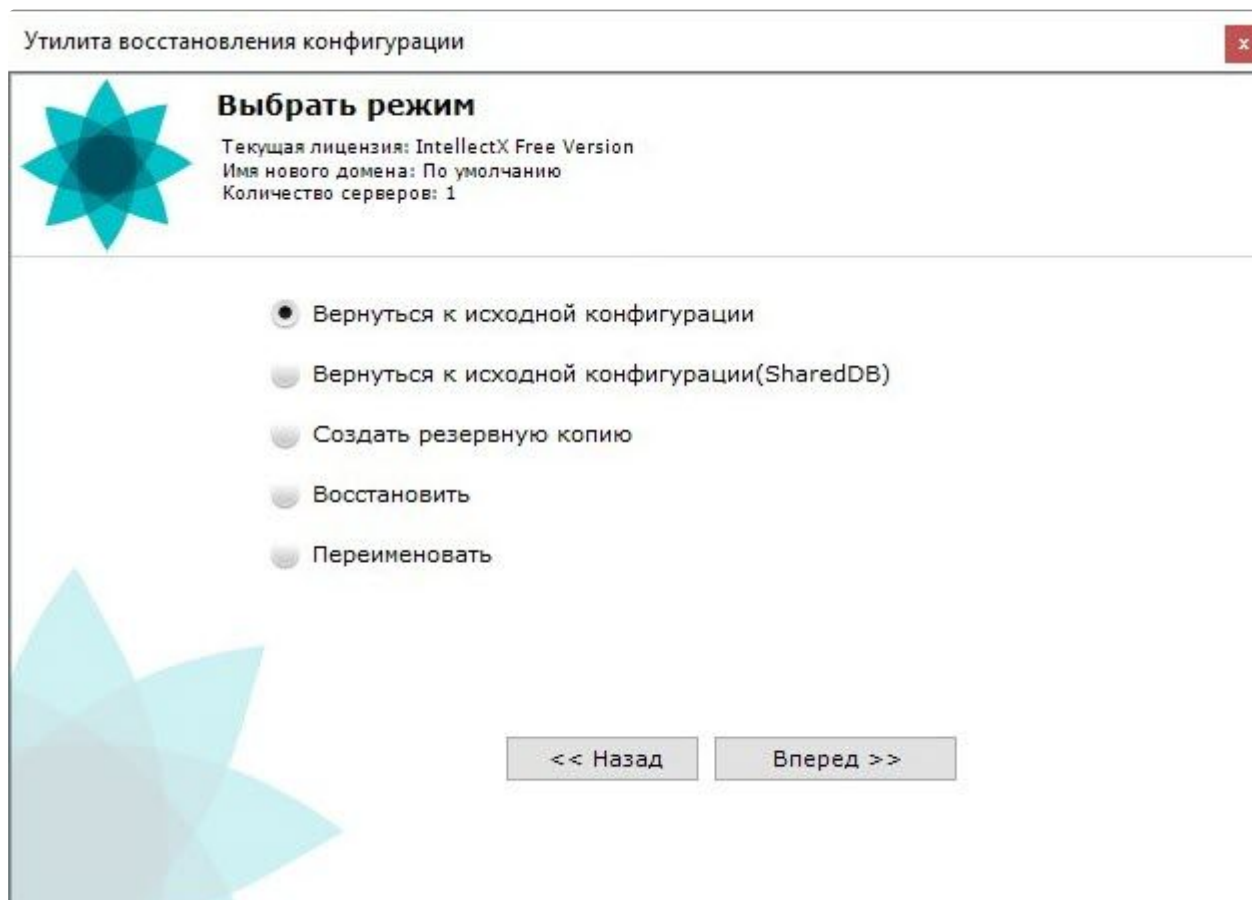 Утилита восстановления конфигурации
x
Выбрать режим
Текущая лицензия: IntellectX Free Version
Имя нового домена: По умолчанию
Количество серверов: 1
Вернуться к исходной конфигурации
Вернуться к исходной конфигурации(SharedDB)
Создать резервную копию
Восстановить
Переименовать
<< Назад
Вперед >>